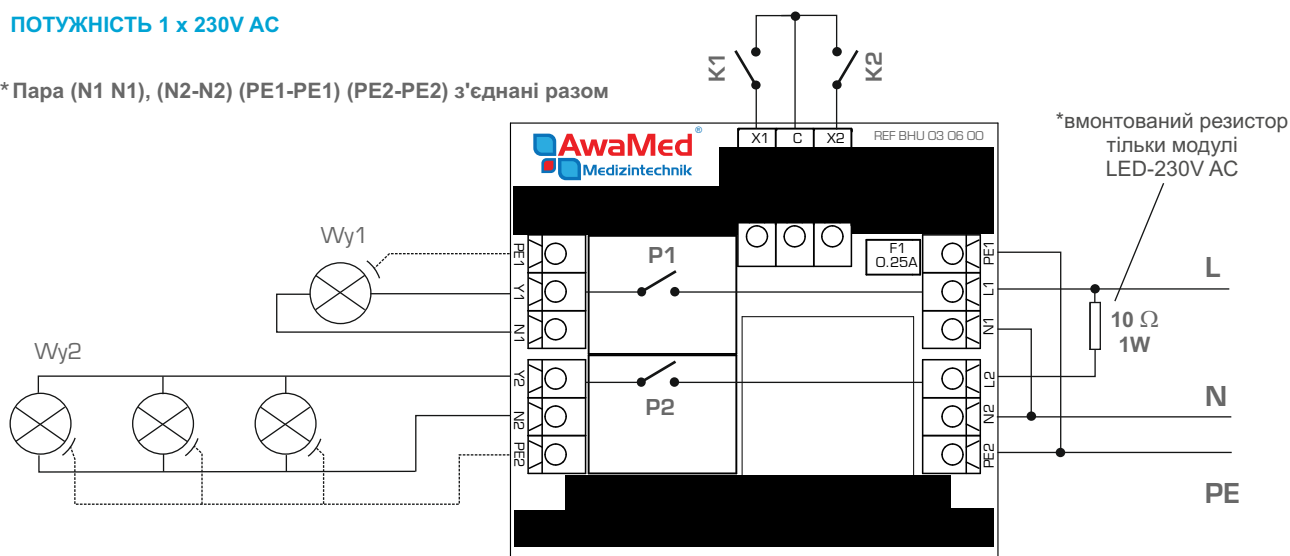 ПОТУЖНІСТЬ 1 x 230V AC
* Пара (N1 N1), (N2-N2) (PE1-PE1) (PE2-PE2) з'єднані разом
K1
K2
*вмонтований резистор
тільки модулі
LED-230V AC
AwaMed®
Medizintechnik
X1 C X2
REF BHU 03 06 00
Wy1
PE1
Y1
N1
P1
F1
0.25A
PE1
L1
N1
L
10 Ω
1W
Wy2
Y2
N2
PE2
P2
L2
N2
PE2
N
PE